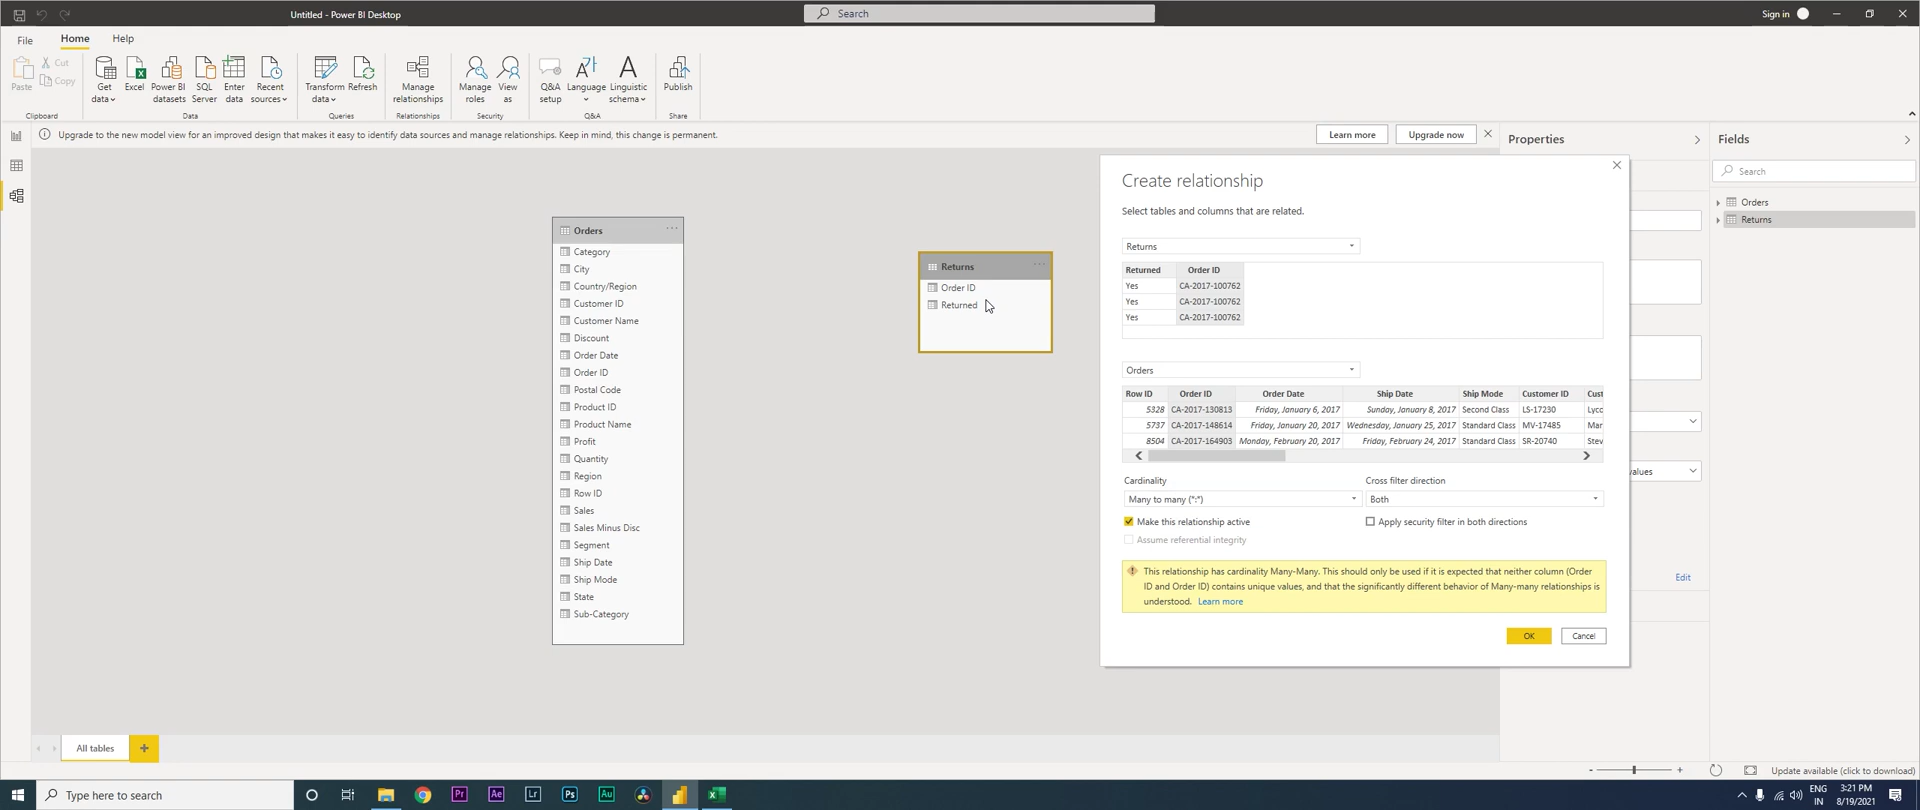 Untitled - Power BI Desktop
Search
Sign in
File
Home
Help
Paste
Cut
Copy
Get data
Excel
Power BI datasets
SQL Server
Enter data
Recent sources
Transform data
Refresh
Manage relationships
Manage roles
View as
Q&A setup
Language
Linguistic schema
Publish
Clipboard
Data
Queries
Relationships
Security
Q&A
Share
Upgrade to the new model view for an improved design that makes it easy to identify data sources and manage relationships. Keep in mind, this change is permanent.
Learn more
Upgrade now
Properties
Fields
Search
Orders
Returns
Orders
Category
City
Country/Region
Customer ID
Customer Name
Discount
Order Date
Order ID
Postal Code
Product ID
Product Name
Profit
Quantity
Region
Row ID
Sales
Sales Minus Disc
Segment
Ship Date
Ship Mode
State
Sub-Category
Returns
Order ID
Returned
Create relationship
Select tables and columns that are related.
Returns
Returned Order ID
Yes CA-2017-100762
Yes CA-2017-100762
Yes CA-2017-100762
Orders
Row ID Order ID Order Date Ship Date Ship Mode Customer ID Cust
5328 CA-2017-130813 Friday, January 6, 2017 Sunday, January 8, 2017 Second Class LS-17230 Lyco
5737 CA-2017-148614 Friday, January 20, 2017 Wednesday, January 25, 2017 Standard Class MV-17485 Mar
8504 CA-2017-164903 Monday, February 20, 2017 Friday, February 24, 2017 Standard Class SR-20740 Stev
Cardinality
Cross filter direction
Many to many (*:*)
Both
Make this relationship active
Apply security filter in both directions
Assume referential integrity
This relationship has cardinality Many-Many. This should only be used if it is expected that neither column (Order
ID and Order ID) contains unique values, and that the significantly different behavior of Many-many relationships is
understood. Learn more
OK
Cancel
values
Edit
All tables
+
- +
Update available (click to download)
Type here to search
Pr
Ae
Lr
Ps
Au
ENG
IN
3:21 PM
8/19/2021